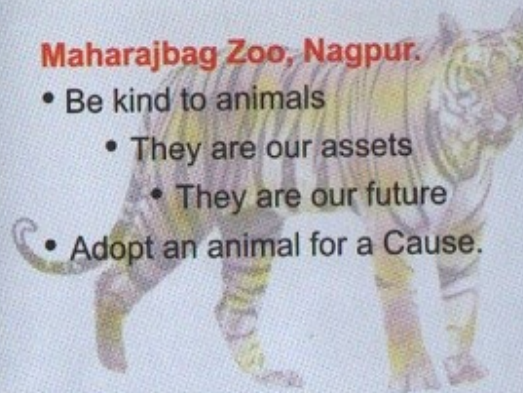 Maharajbag Zoo, Nagpur.
• Be kind to animals
• They are our assets
• They are our future
• Adopt an animal for a Cause.